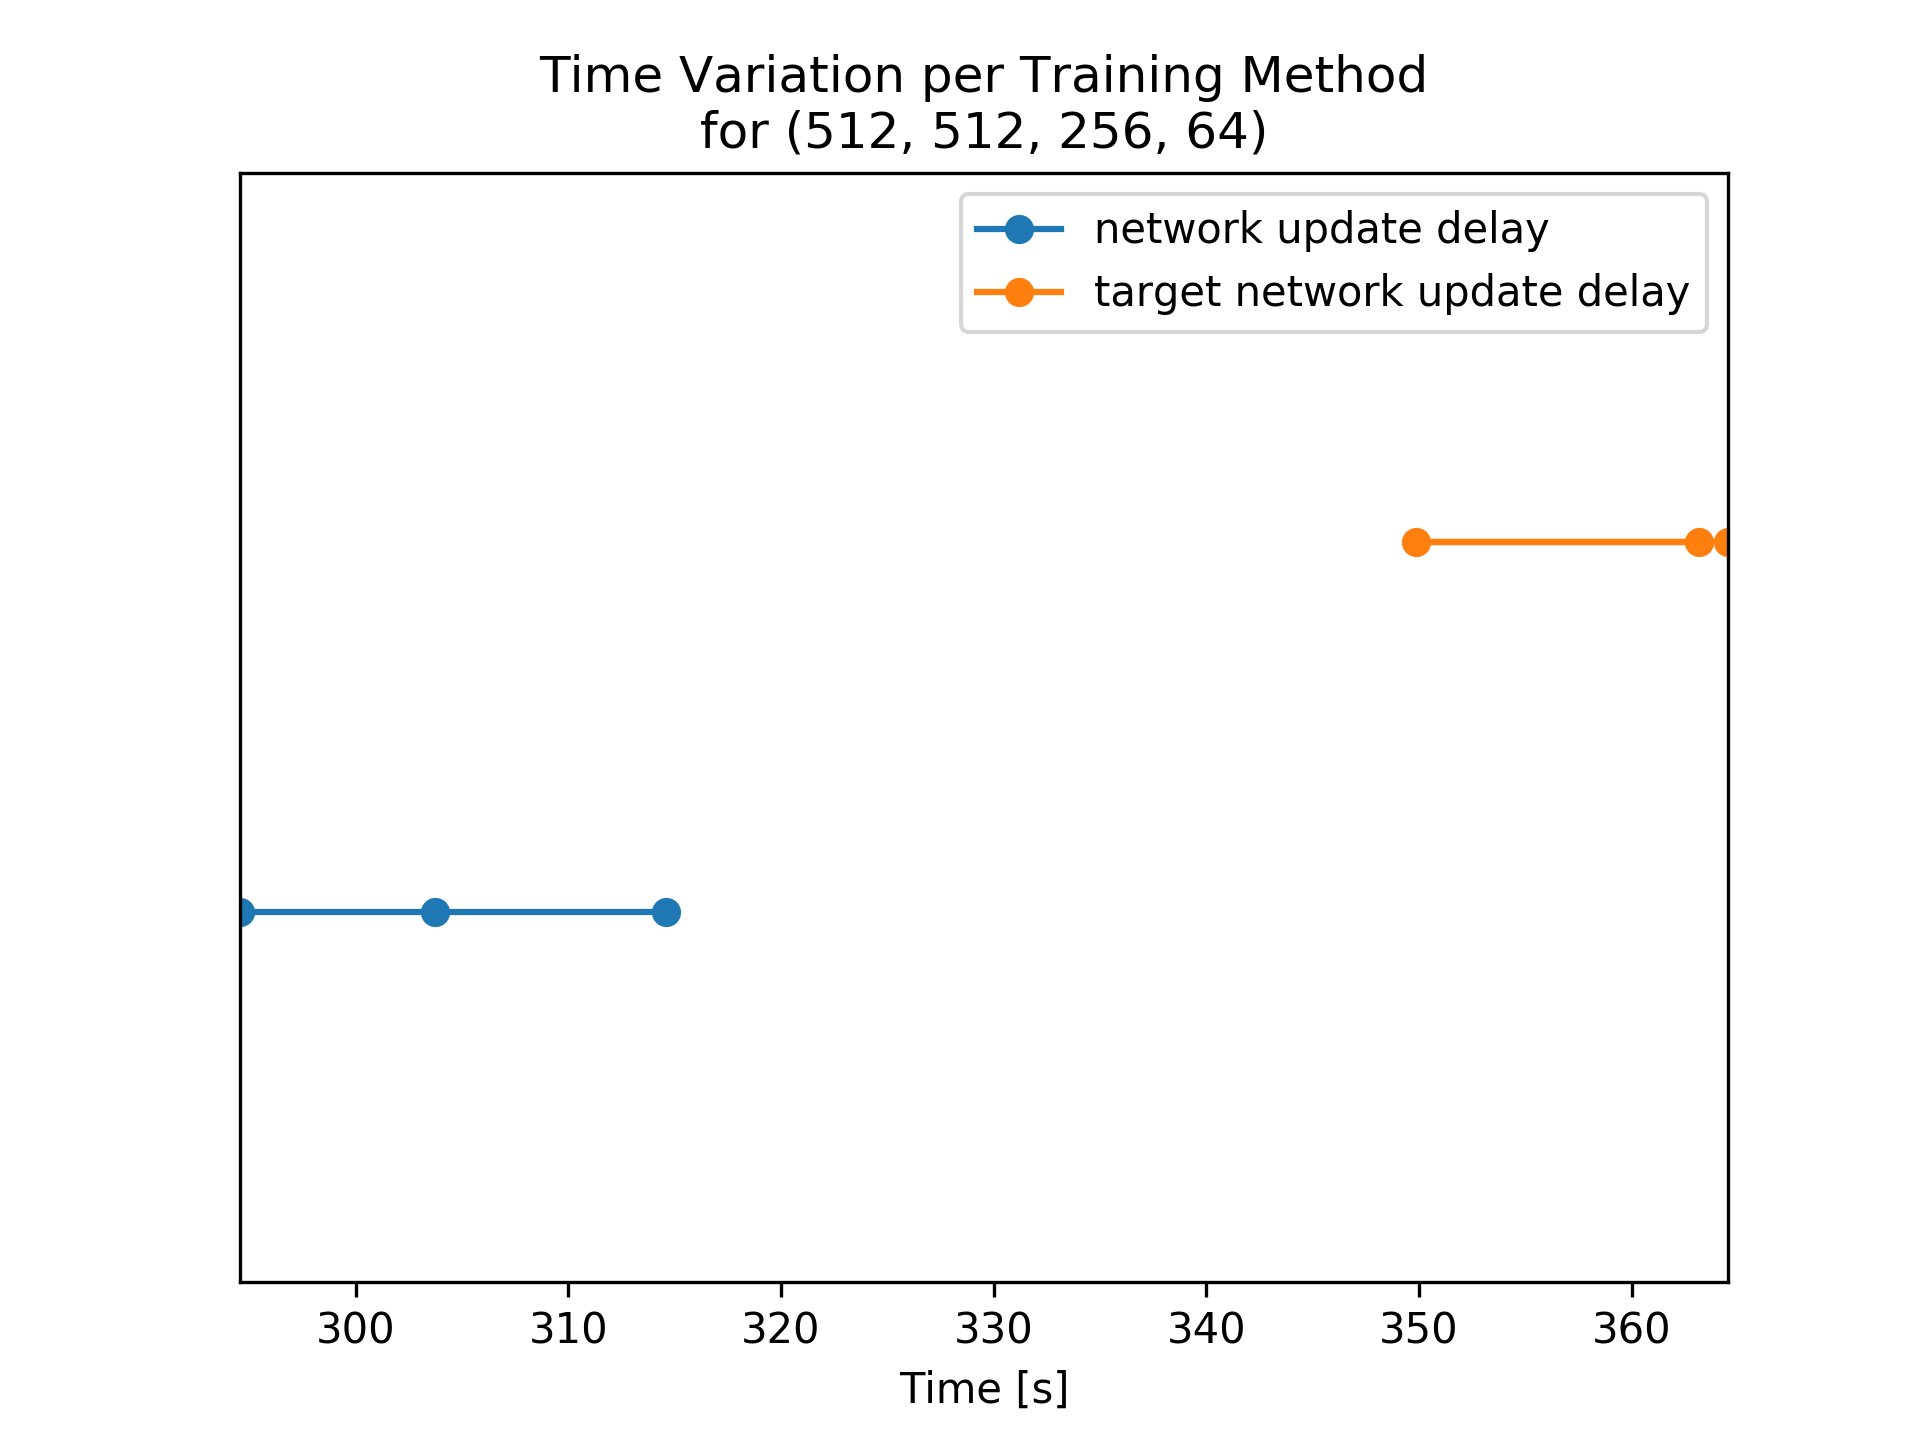 Time Variation per Training Method
for (512, 512, 256, 64)
network update delay
target network update delay
300 310 320 330 340 350 360
Time [s]